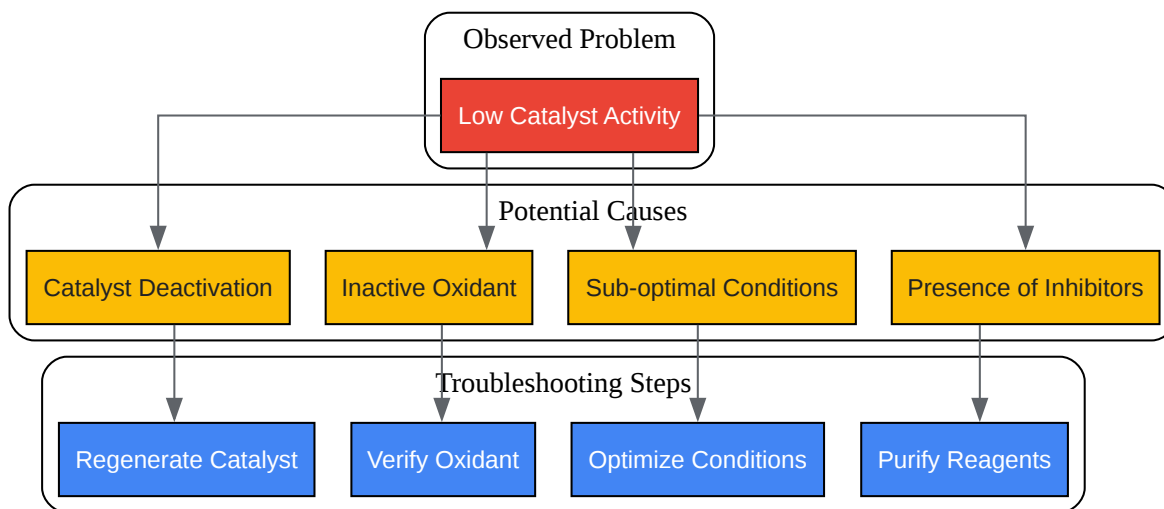 Observed Problem
Low Catalyst Activity
Potential Causes
Catalyst Deactivation
Inactive Oxidant
Sub-optimal Conditions
Presence of Inhibitors
Troubleshooting Steps
Regenerate Catalyst
Verify Oxidant
Optimize Conditions
Purify Reagents